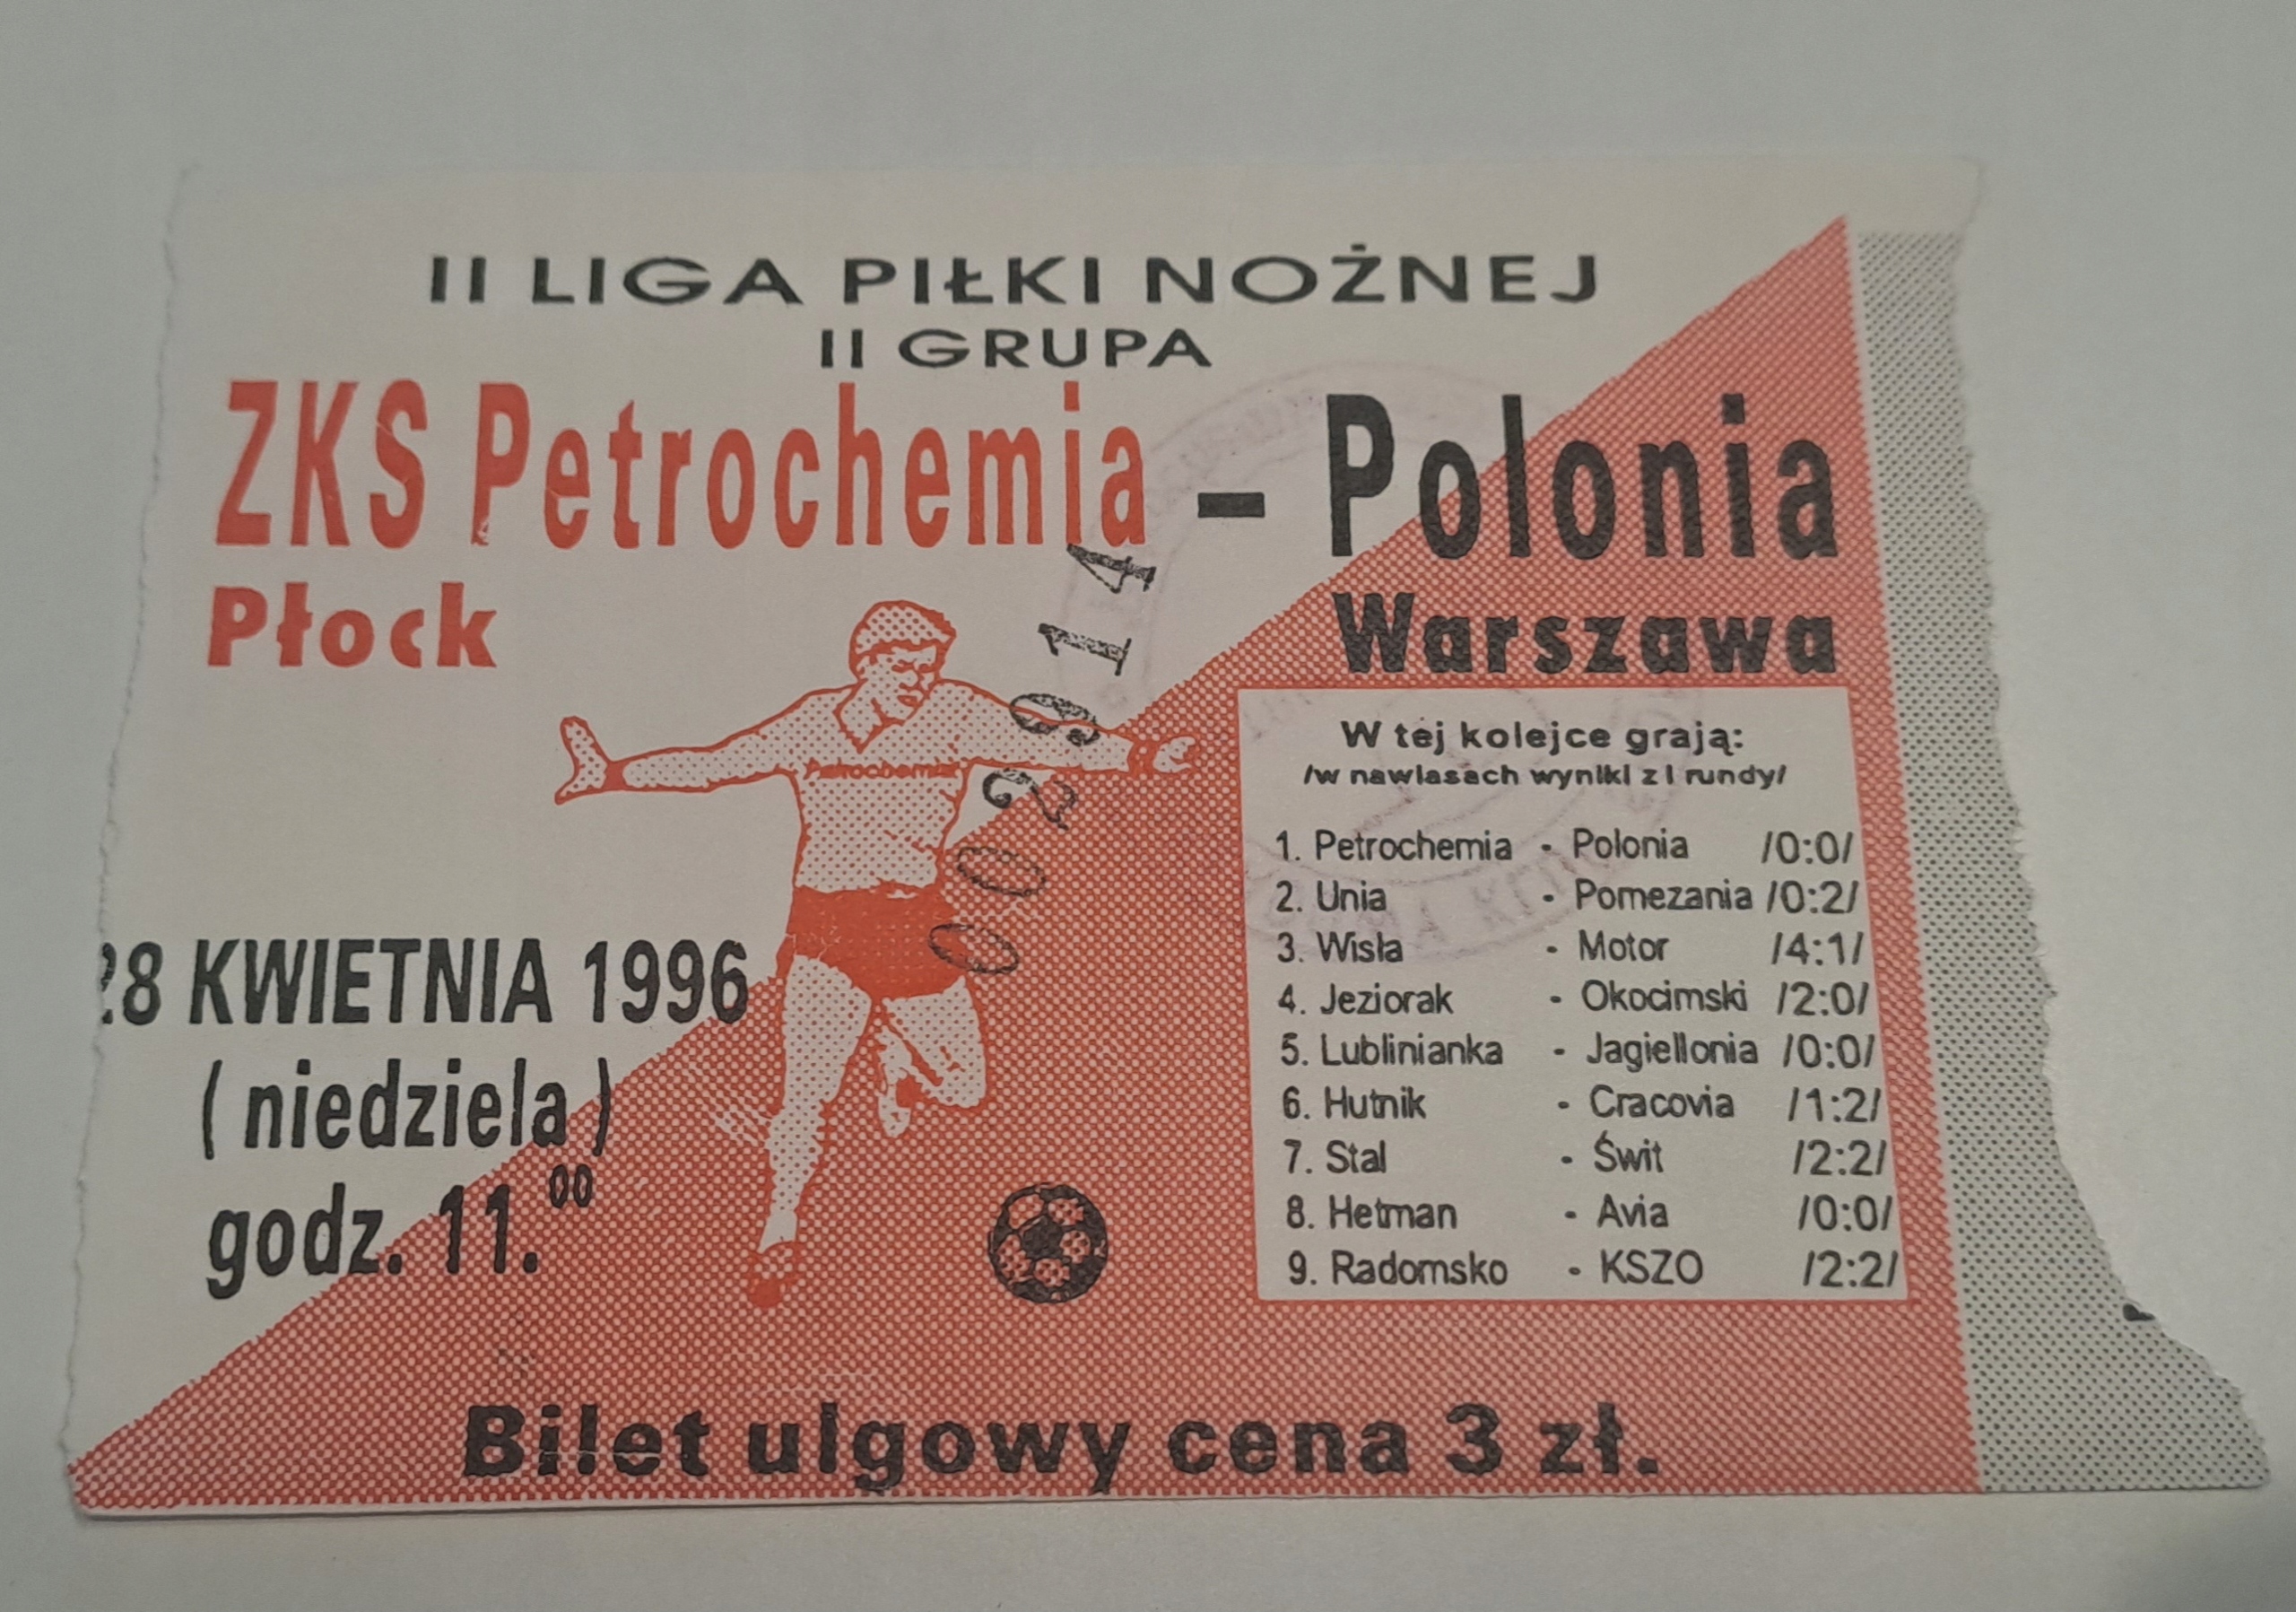 II LIGA PIŁKI NOŻNEJ
II GRUPA
ZKS Petrochemia – Polonia
Płock
Warszawa
002914
Petrochemia
28 KWIETNIA 1996
( niedziela )
godz. 11.00
W tej kolejce grają:
/w nawiasach wyniki z I rundy/
1. Petrochemia - Polonia /0:0/
2. Unia - Pomezania /0:2/
3. Wisła - Motor /4:1/
4. Jeziorak - Okocimski /2:0/
5. Lublinianka - Jagiellonia /0:0/
6. Hutnik - Cracovia /1:2/
7. Stal - Świt /2:2/
8. Hetman - Avia /0:0/
9. Radomsko - KSZO /2:2/
Bilet ulgowy cena 3 zł.